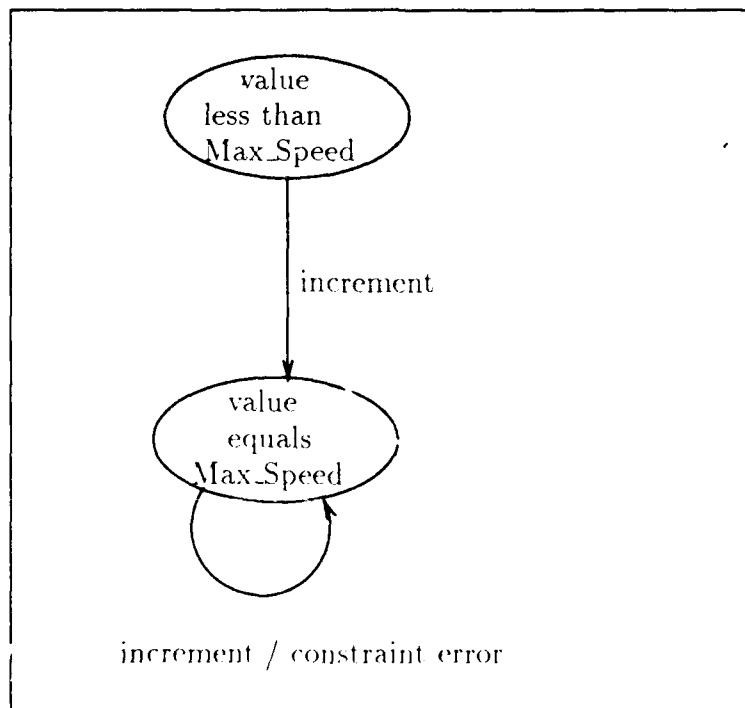 value
less than
Max_Speed
increment
value
equals
Max_Speed
increment / constraint error